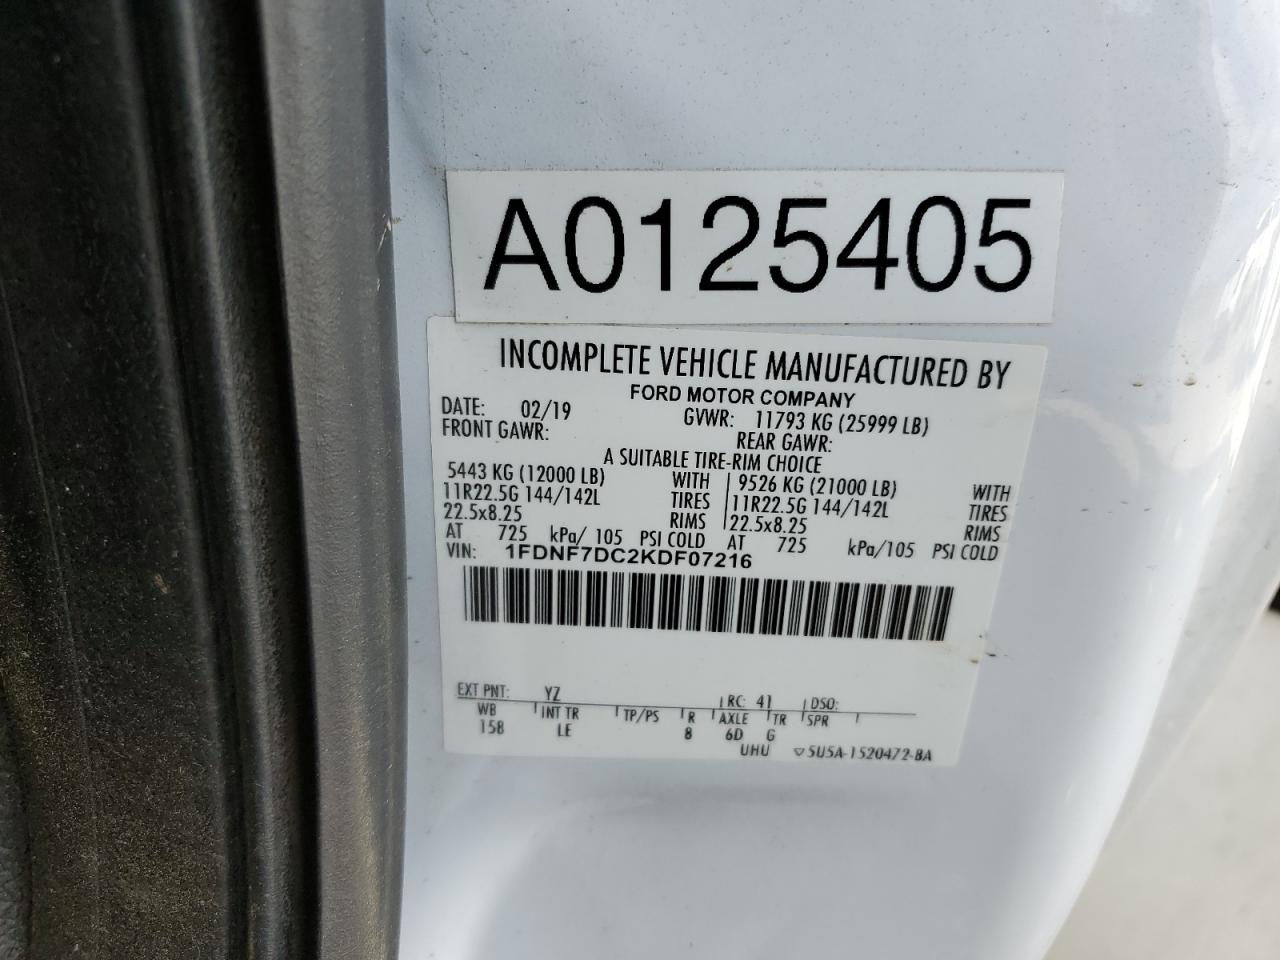 A0125405
INCOMPLETE VEHICLE MANUFACTURED BY
FORD MOTOR COMPANY
DATE: 02/19 GVWR: 11793 KG (25999 LB)
FRONT GAWR: REAR GAWR:
A SUITABLE TIRE-RIM CHOICE
5443 KG (12000 LB) WITH 9526 KG (21000 LB) WITH
11R22.5G 144/142L TIRES 11R22.5G 144/142L TIRES
22.5x8.25 RIMS 22.5x8.25 RIMS
AT 725 kPa/ 105 PSI COLD AT 725 kPa/105 PSI COLD
VIN: 1FDNF7DC2KDF07216
EXT PNT: YZ RC: 41 DSO:
WB INT TR TP/PS R AXLE TR SPR
158 LE 8 6D G
UHU ▽5U5A-1520472-BA